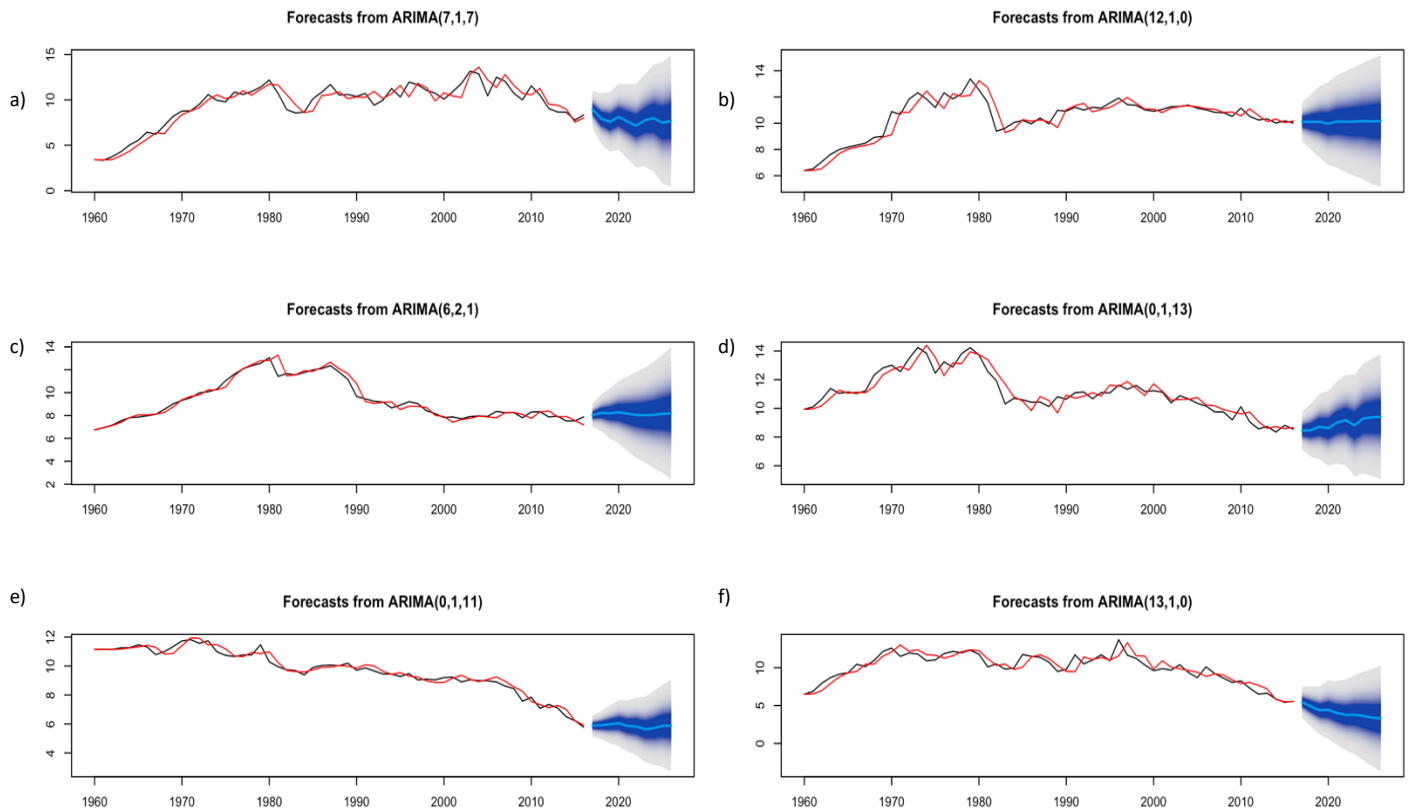 Forecasts from ARIMA(7,1,7)
a)
15
10
5
0
1960 1970 1980 1990 2000 2010 2020
Forecasts from ARIMA(12,1,0)
b)
14
12
10
8
6
1960 1970 1980 1990 2000 2010 2020
Forecasts from ARIMA(6,2,1)
c)
14
12
10
8
6
4
2
1960 1970 1980 1990 2000 2010 2020
Forecasts from ARIMA(0,1,13)
d)
14
12
10
8
6
1960 1970 1980 1990 2000 2010 2020
Forecasts from ARIMA(0,1,11)
e)
12
10
8
6
4
1960 1970 1980 1990 2000 2010 2020
Forecasts from ARIMA(13,1,0)
f)
10
5
0
1960 1970 1980 1990 2000 2010 2020